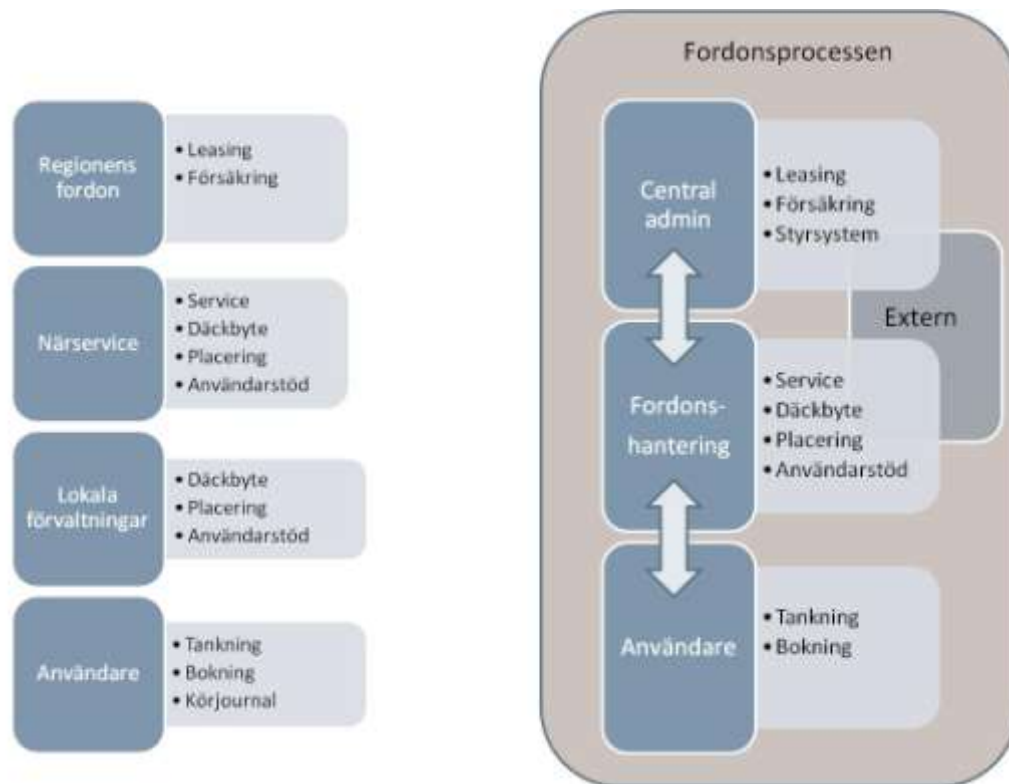 Regionens
fordon
• Leasing
• Försäkring
Närservice
• Service
• Däckbyte
• Placering
• Användarstöd
Lokala
förvaltningar
• Däckbyte
• Placering
• Användarstöd
Användare
• Tankning
• Bokning
• Körjournal
Fordonsprocessen
Central
admin
• Leasing
• Försäkring
• Styrsystem
Extern
Fordons-
hantering
• Service
• Däckbyte
• Placering
• Användarstöd
Användare
• Tankning
• Bokning